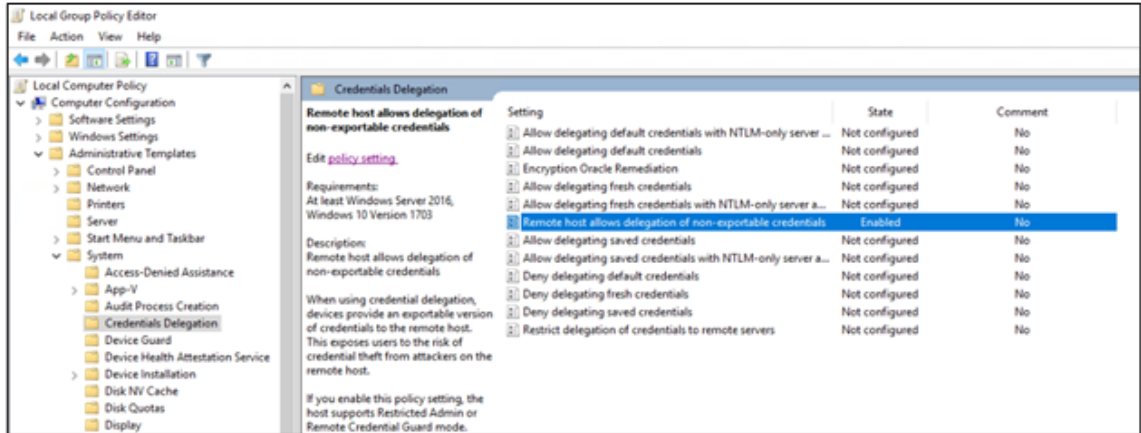 Local Group Policy Editor
File Action View Help
Local Computer Policy
Computer Configuration
Software Settings
Windows Settings
Administrative Templates
Control Panel
Network
Printers
Server
Start Menu and Taskbar
System
Access-Denied Assistance
App-V
Audit Process Creation
Credentials Delegation
Device Guard
Device Health Attestation Service
Device Installation
Disk NV Cache
Disk Quotas
Display
Credentials Delegation
Remote host allows delegation of
non-exportable credentials
Edit policy setting
Requirements:
At least Windows Server 2016,
Windows 10 Version 1703
Description:
Remote host allows delegation of
non-exportable credentials
When using credential delegation,
devices provide an exportable version
of credentials to the remote host.
This exposes users to the risk of
credential theft from attackers on the
remote host.
If you enable this policy setting, the
host supports Restricted Admin or
Remote Credential Guard mode.
Setting State Comment
Allow delegating default credentials with NTLM-only server ... Not configured No
Allow delegating default credentials Not configured No
Encryption Oracle Remediation Not configured No
Allow delegating fresh credentials Not configured No
Allow delegating fresh credentials with NTLM-only server a... Not configured No
Remote host allows delegation of non-exportable credentials Enabled No
Allow delegating saved credentials Not configured No
Allow delegating saved credentials with NTLM-only server a... Not configured No
Deny delegating default credentials Not configured No
Deny delegating fresh credentials Not configured No
Deny delegating saved credentials Not configured No
Restrict delegation of credentials to remote servers Not configured No